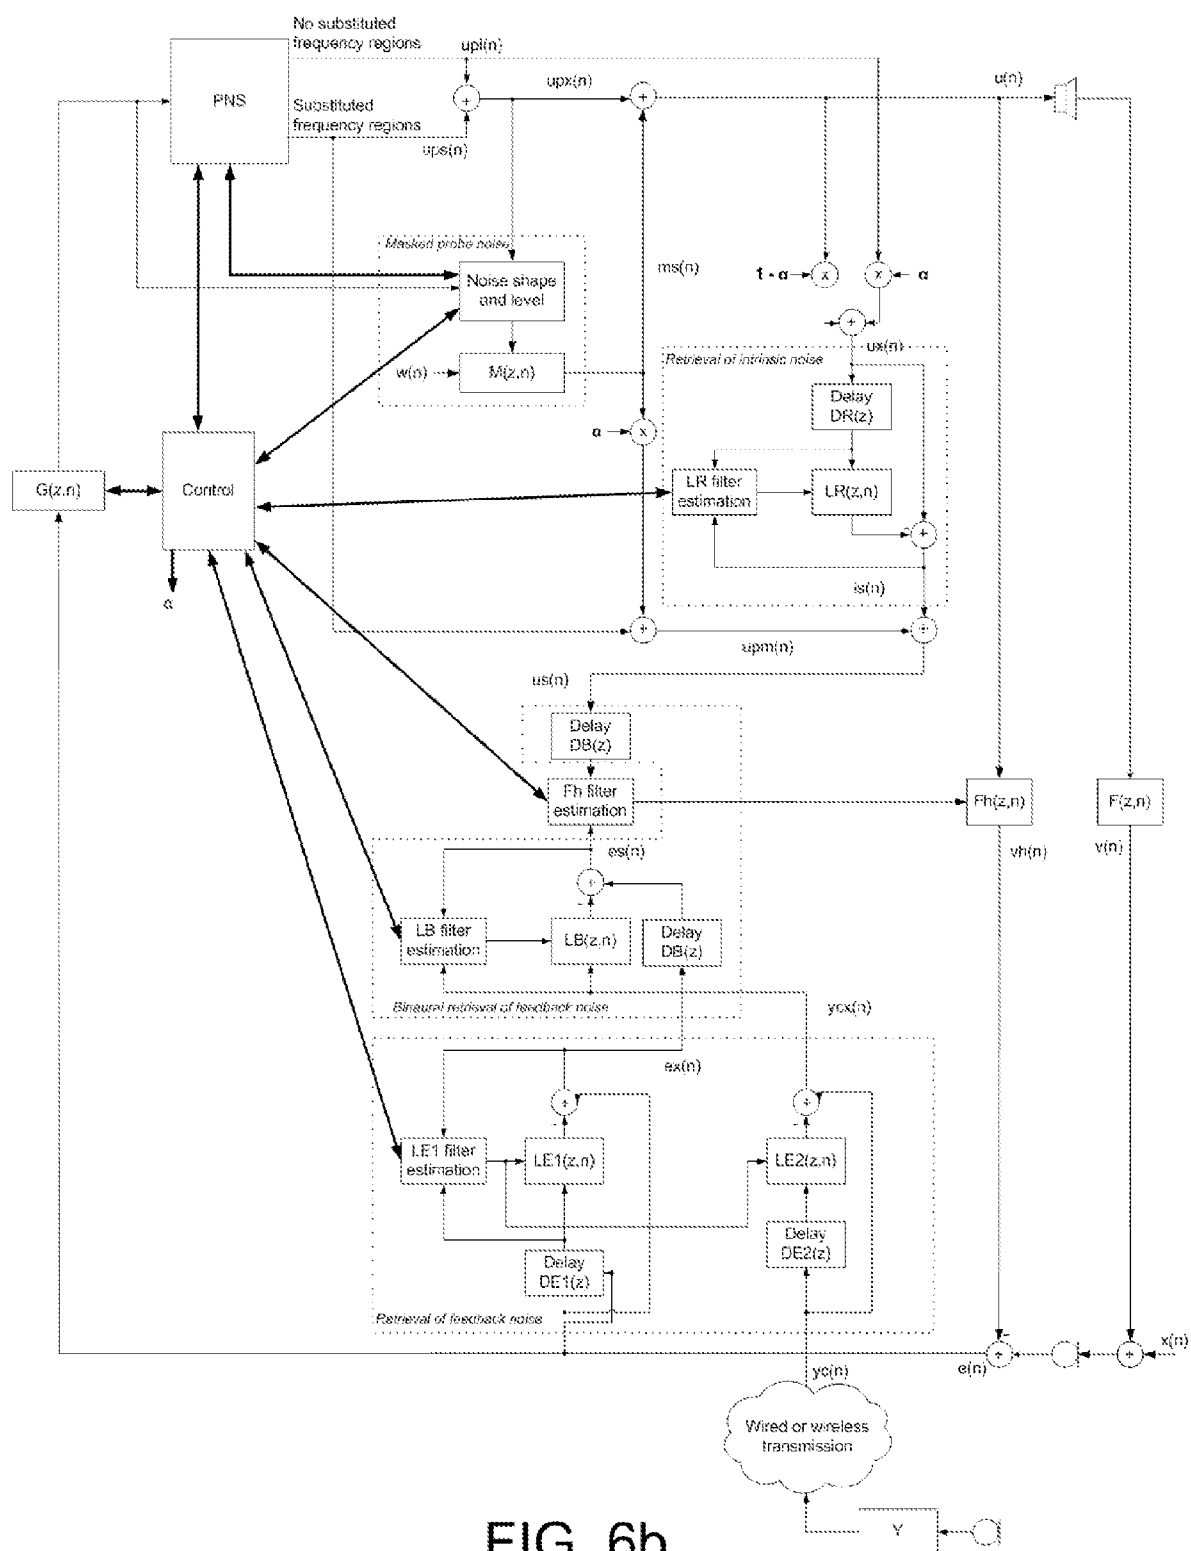 No substituted
frequency regions
upl(n)
PNS
upx(n)
u(n)
Substituted
frequency regions
ups(n)
Masked probe noise
ms(n)
Noise shape
and level
1 - α
x
x
α
+
+
+
ux(n)
Retrieval of intrinsic noise
w(n)
M(z,n)
Delay
DR(z)
α
x
G(z,n)
Control
LR filter
estimation
LR(z,n)
+
-
is(n)
α
+
+
upm(n)
us(n)
Delay
DB(z)
Fh filter
estimation
Fh(z,n)
F(z,n)
es(n)
vh(n)
v(n)
+
-
LB filter
estimation
LB(z,n)
Delay
DB(z)
Binaural retrieval of feedback noise
ycx(n)
ex(n)
+
-
+
-
LE1 filter
estimation
LE1(z,n)
LE2(z,n)
Delay
DE2(z)
Delay
DE1(z)
Retrieval of feedback noise
x(n)
-
+
+
e(n)
yc(n)
Wired or wireless
transmission
Y
FIG. 6b